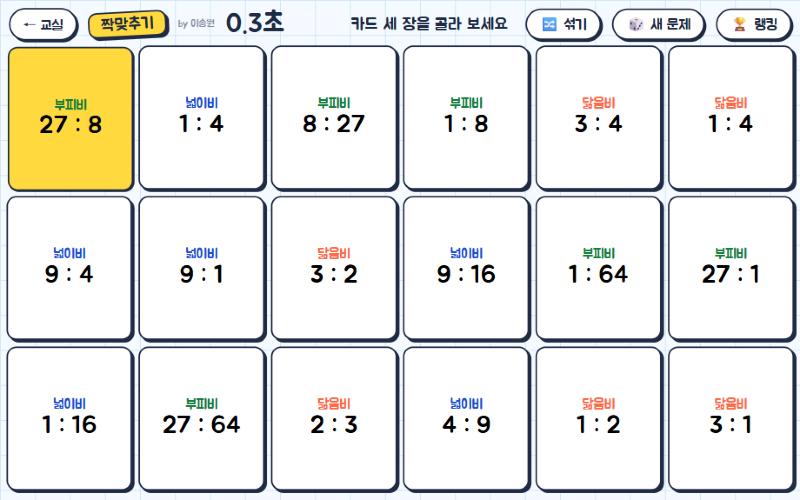 ← 교실 짝맞추기 by 이송원 0.3초 카드 세 장을 골라 보세요 섞기 새 문제 랭킹
부피비 넓이비 부피비 부피비 닮음비 닮음비
27 : 8 1 : 4 8 : 27 1 : 8 3 : 4 1 : 4
넓이비 넓이비 닮음비 넓이비 부피비 부피비
9 : 4 9 : 1 3 : 2 9 : 16 1 : 64 27 : 1
넓이비 부피비 닮음비 넓이비 닮음비 닮음비
1 : 16 27 : 64 2 : 3 4 : 9 1 : 2 3 : 1